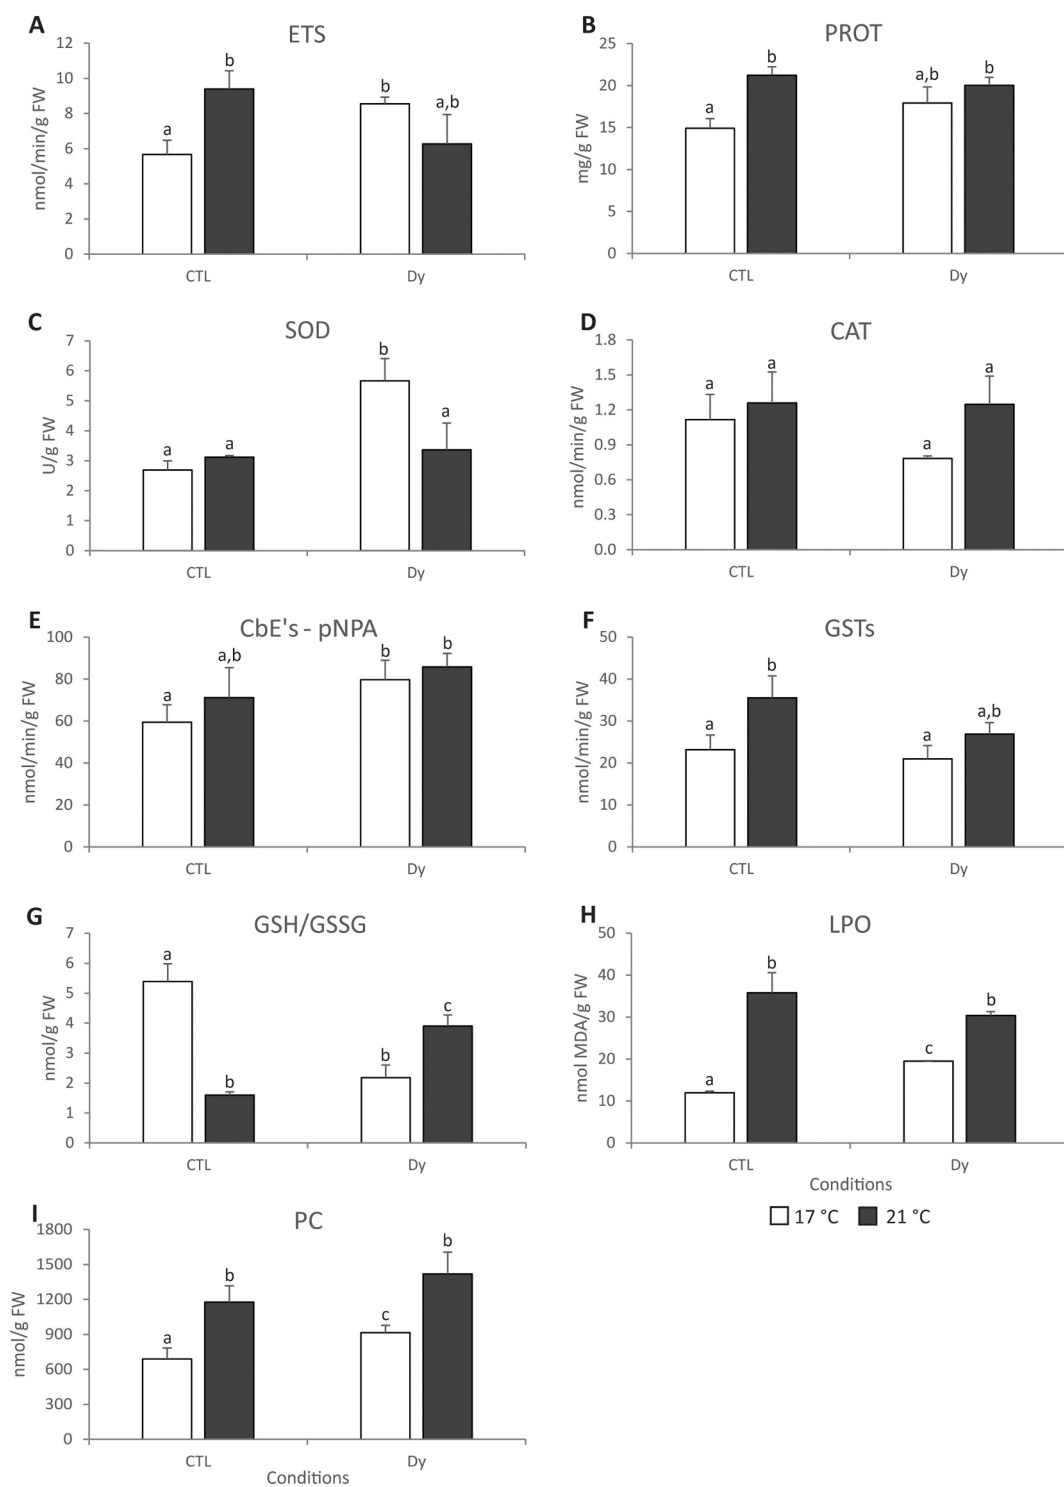 A
ETS
nmol/min/g FW
12
10
8
6
4
2
0
a
b
b
a,b
CTL
Dy
B
PROT
mg/g FW
25
20
15
10
5
0
a
b
a,b
b
CTL
Dy
C
SOD
U/g FW
7
6
5
4
3
2
1
0
a
a
b
a
CTL
Dy
D
CAT
nmol/min/g FW
1.8
1.5
1.2
0.9
0.6
0.3
0.0
a
a
a
a
CTL
Dy
E
CbE's - pNPA
nmol/min/g FW
100
80
60
40
20
0
a
a,b
b
b
CTL
Dy
F
GSTs
nmol/min/g FW
50
40
30
20
10
0
a
b
a
a,b
CTL
Dy
G
GSH/GSSG
nmol/g FW
7
6
5
4
3
2
1
0
a
b
b
c
CTL
Dy
H
LPO
nmol MDA/g FW
50
40
30
20
10
0
a
b
c
b
CTL
Dy
Conditions
17 °C
21 °C
I
PC
nmol/g FW
1800
1500
1200
900
600
300
0
a
b
c
b
CTL
Dy
Conditions